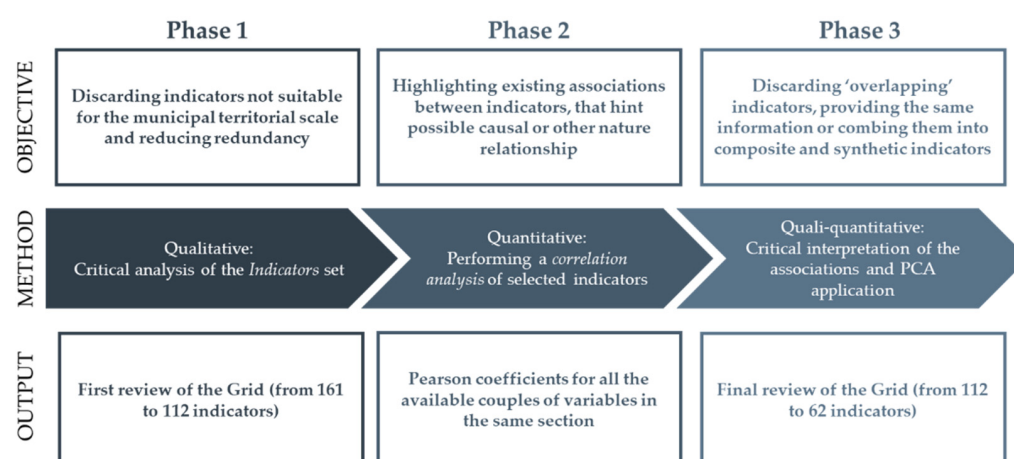 Phase 1
Phase 2
Phase 3
OBJECTIVE
Discarding indicators not suitable
for the municipal territorial scale
and reducing redundancy
Highlighting existing associations
between indicators, that hint
possible causal or other nature
relationship
Discarding ‘overlapping’
indicators, providing the same
information or combing them into
composite and synthetic indicators
METHOD
Qualitative:
Critical analysis of the Indicators set
Quantitative:
Performing a correlation
analysis of selected indicators
Quali-quantitative:
Critical interpretation of the
associations and PCA
application
OUTPUT
First review of the Grid (from 161
to 112 indicators)
Pearson coefficients for all the
available couples of variables in
the same section
Final review of the Grid (from 112
to 62 indicators)